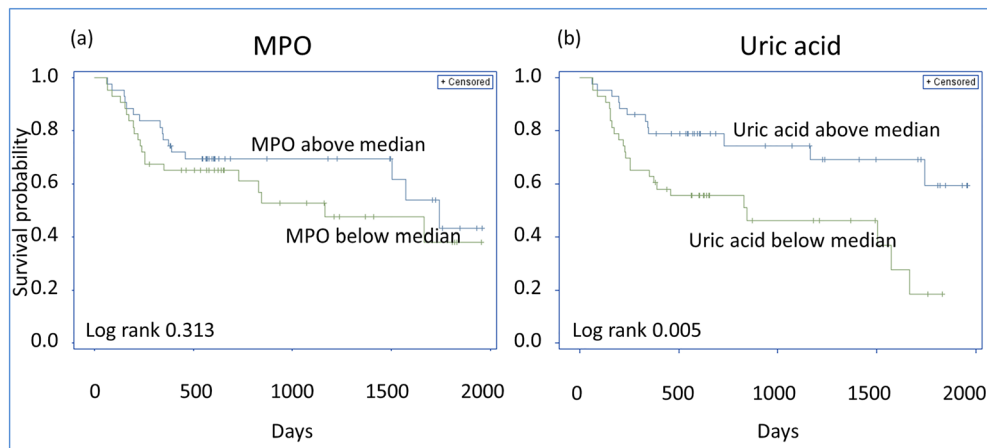 (a)
MPO
+ Censored
Survival probability
1.0
0.8
0.6
0.4
0.2
0.0
MPO above median
MPO below median
Log rank 0.313
0 500 1000 1500 2000
Days
(b)
Uric acid
+ Censored
1.0
0.8
0.6
0.4
0.2
0.0
Uric acid above median
Uric acid below median
Log rank 0.005
0 500 1000 1500 2000
Days